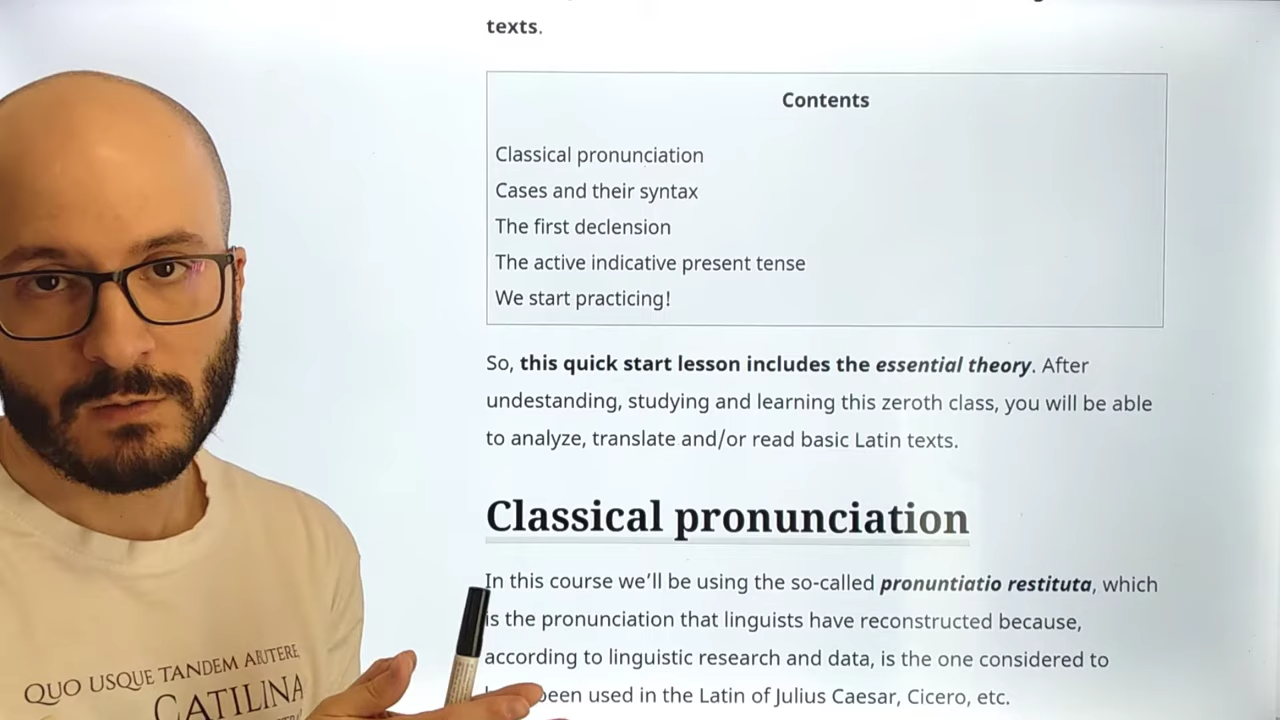 texts.
Contents
Classical pronunciation
Cases and their syntax
The first declension
The active indicative present tense
We start practicing!
So, this quick start lesson includes the essential theory. After
undestanding, studying and learning this zeroth class, you will be able
to analyze, translate and/or read basic Latin texts.
Classical pronunciation
In this course we'll be using the so-called pronuntiatio restituta, which
is the pronunciation that linguists have reconstructed because,
according to linguistic research and data, is the one considered to
been used in the Latin of Julius Caesar, Cicero, etc.
QUO USQUE TANDEM ABUTERE
CATILINA